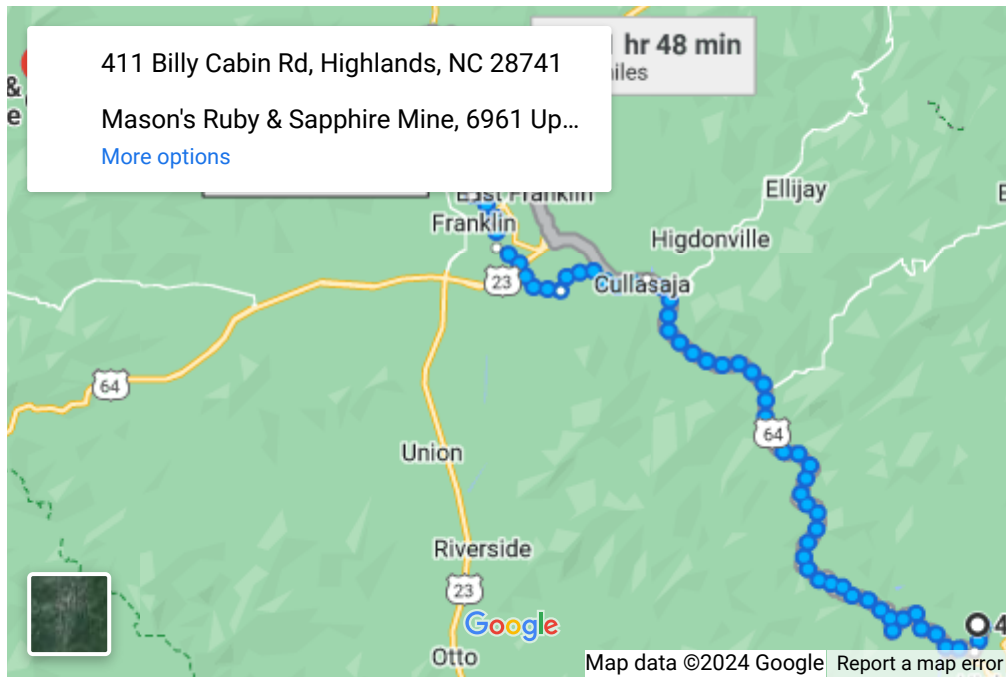 411 Billy Cabin Rd, Highlands, NC 28741
Mason's Ruby & Sapphire Mine, 6961 Up...
More options
hr 48 min
iles
&
e
East Franklin
Franklin
Ellijay
Higdonville
23
Cullasaja
64
64
Union
Riverside
23
Google
Otto
4
Map data ©2024 Google
Report a map error